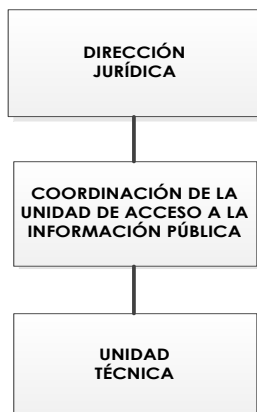 DIRECCIÓN
JURÍDICA
COORDINACIÓN DE LA
UNIDAD DE ACCESO A LA
INFORMACIÓN PÚBLICA
UNIDAD
TÉCNICA